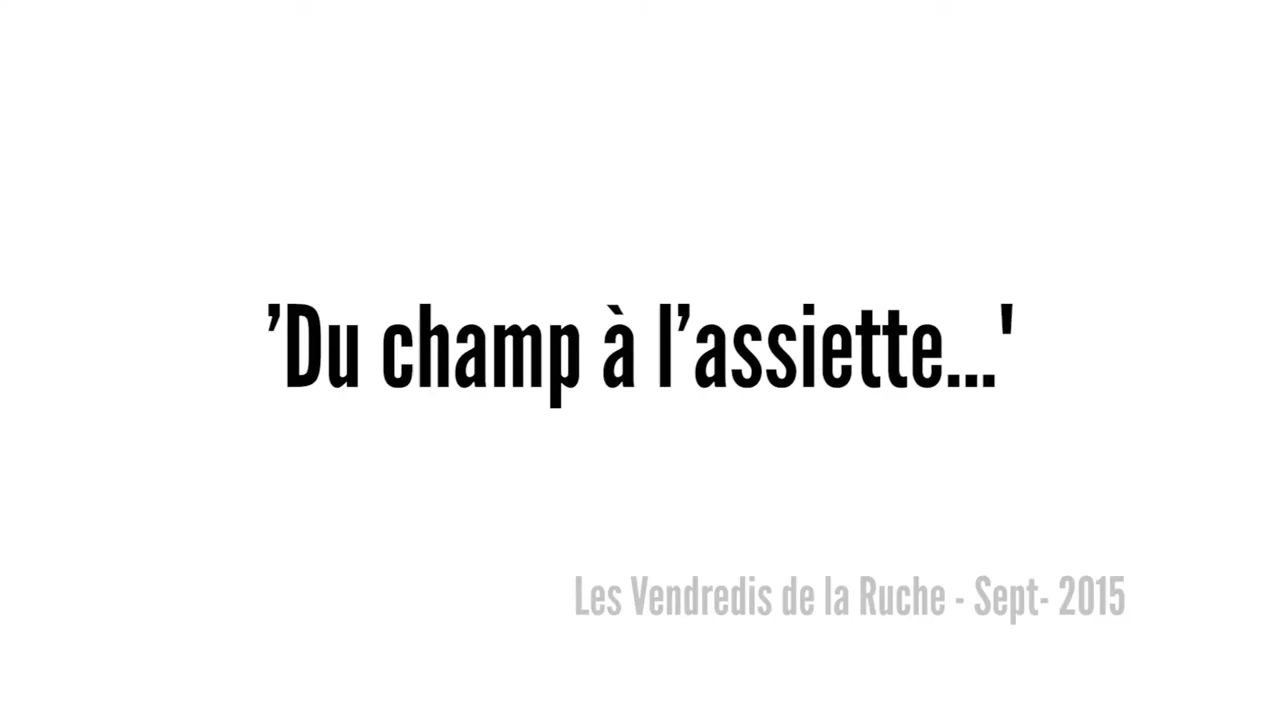 ’Du champ à l’assiette...'
Les Vendredis de la Ruche - Sept- 2015